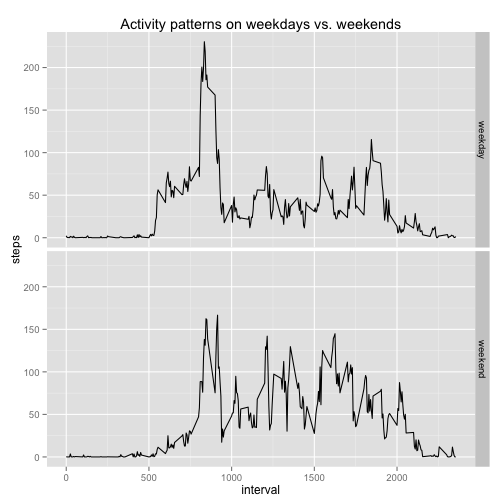 Activity patterns on weekdays vs. weekends
steps
200
150
100
50
0
weekday
200
150
100
50
0
weekend
0 500 1000 1500 2000
interval